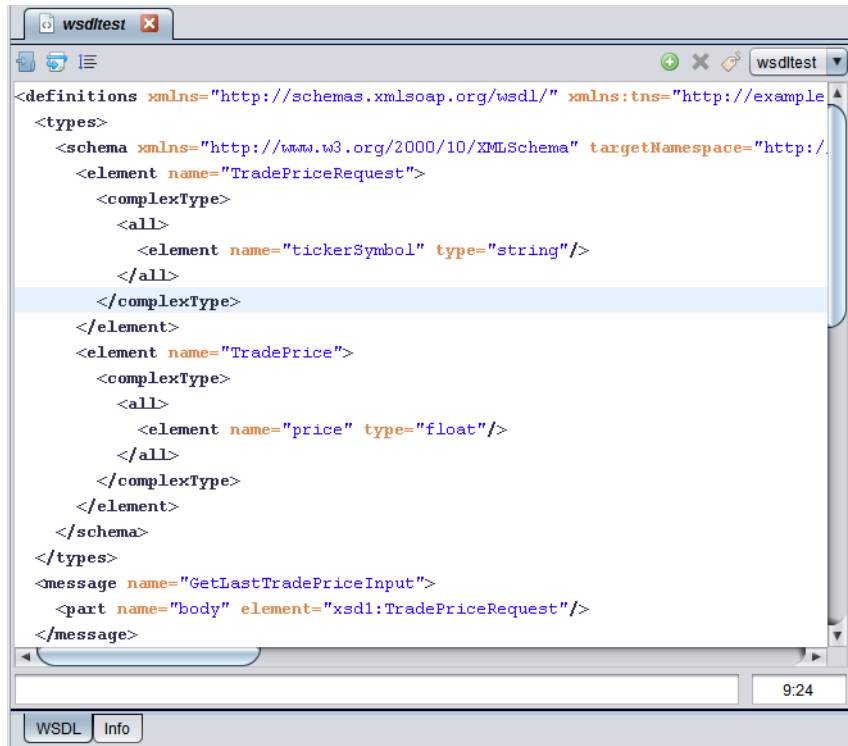 wsdltest
wsdltest
<definitions xmlns="http://schemas.xmlsoap.org/wsdl/" xmlns:tns="http://example
<types>
<schema xmlns="http://www.w3.org/2000/10/XMLSchema" targetNamespace="http:/
<element name="TradePriceRequest">
<complexType>
<all>
<element name="tickerSymbol" type="string"/>
</all>
</complexType>
</element>
<element name="TradePrice">
<complexType>
<all>
<element name="price" type="float"/>
</all>
</complexType>
</element>
</schema>
</types>
<message name="GetLastTradePriceInput">
<part name="body" element="xsd1:TradePriceRequest"/>
</message>
9:24
WSDL Info